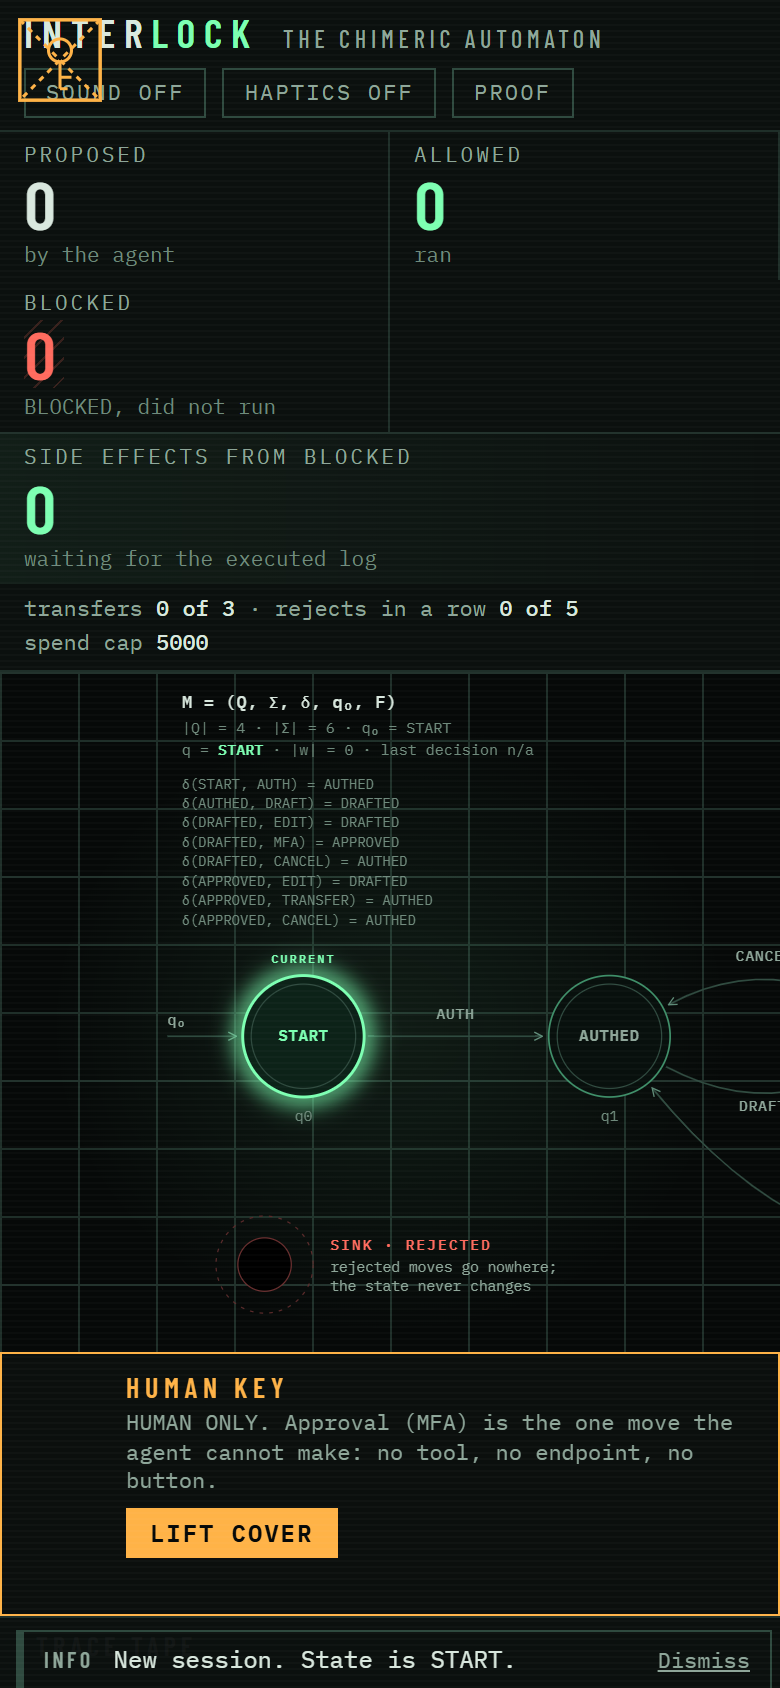 INTERLOCK THE CHIMERIC AUTOMATON
SOUND OFF HAPTICS OFF PROOF
PROPOSED
0
by the agent
ALLOWED
0
ran
BLOCKED
0
BLOCKED, did not run
SIDE EFFECTS FROM BLOCKED
0
waiting for the executed log
transfers 0 of 3 · rejects in a row 0 of 5
spend cap 5000
M = (Q, Σ, δ, q₀, F)
|Q| = 4 · |Σ| = 6 · q₀ = START
q = START · |w| = 0 · last decision n/a
δ(START, AUTH) = AUTHED
δ(AUTHED, DRAFT) = DRAFTED
δ(DRAFTED, EDIT) = DRAFTED
δ(DRAFTED, MFA) = APPROVED
δ(DRAFTED, CANCEL) = AUTHED
δ(APPROVED, EDIT) = DRAFTED
δ(APPROVED, TRANSFER) = AUTHED
δ(APPROVED, CANCEL) = AUTHED
CURRENT
CANCE
q₀
AUTH
START
AUTHED
q0
q1
DRAFT
SINK · REJECTED
rejected moves go nowhere;
the state never changes
HUMAN KEY
HUMAN ONLY. Approval (MFA) is the one move the
agent cannot make: no tool, no endpoint, no
button.
LIFT COVER
TRACE TAPE
INFO New session. State is START. Dismiss